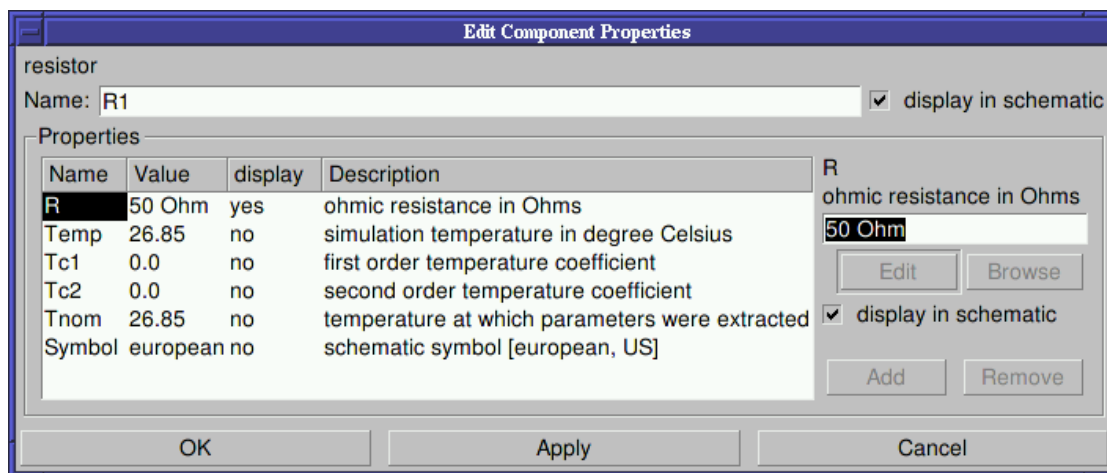 Edit Component Properties
resistor
Name: R1 display in schematic
Properties
Name Value display Description
R 50 Ohm yes ohmic resistance in Ohms
Temp 26.85 no simulation temperature in degree Celsius
Tc1 0.0 no first order temperature coefficient
Tc2 0.0 no second order temperature coefficient
Tnom 26.85 no temperature at which parameters were extracted
Symbol european no schematic symbol [european, US]
R
ohmic resistance in Ohms
50 Ohm
Edit Browse
display in schematic
Add Remove
OK Apply Cancel